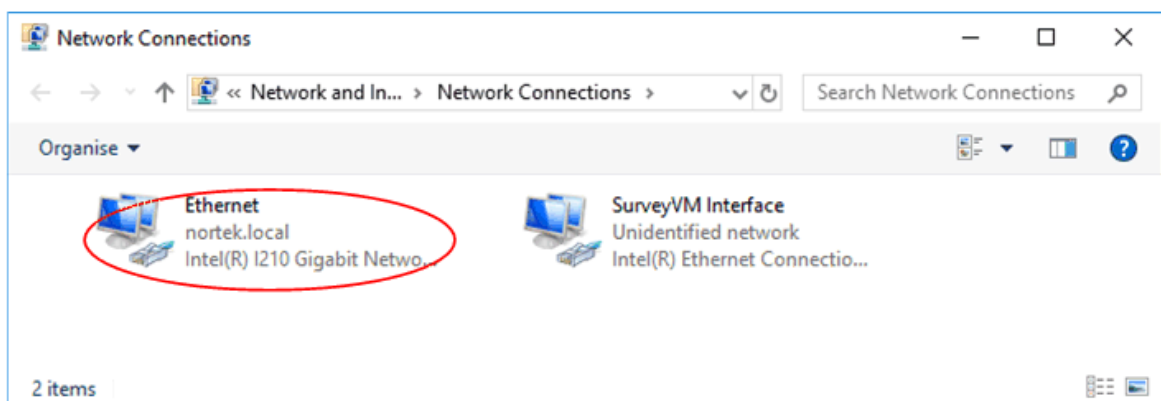 Network Connections
« Network and In... › Network Connections ›
Search Network Connections
Organise
Ethernet
nortek.local
Intel(R) I210 Gigabit Netwo...
SurveyVM Interface
Unidentified network
Intel(R) Ethernet Connectio...
2 items